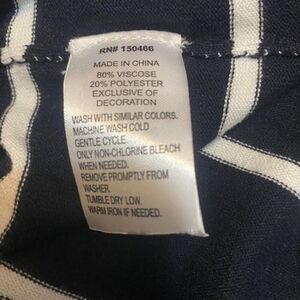 RN# 150466
MADE IN CHINA
80% VISCOSE
20% POLYESTER
EXCLUSIVE OF
DECORATION
WASH WITH SIMILAR COLORS.
MACHINE WASH COLD
GENTLE CYCLE.
ONLY NON-CHLORINE BLEACH
WHEN NEEDED.
REMOVE PROMPTLY FROM
WASHER.
TUMBLE DRY LOW.
WARM IRON IF NEEDED.